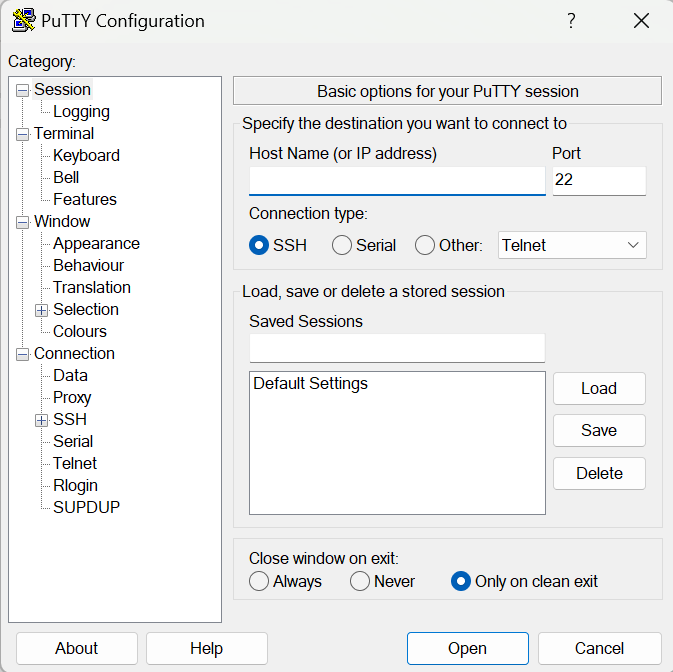 PuTTY Configuration
?
Category:
Session
Logging
Terminal
Keyboard
Bell
Features
Window
Appearance
Behaviour
Translation
Selection
Colours
Connection
Data
Proxy
SSH
Serial
Telnet
Rlogin
SUPDUP
Basic options for your PuTTY session
Specify the destination you want to connect to
Host Name (or IP address) Port
22
Connection type:
SSH Serial Other: Telnet
Load, save or delete a stored session
Saved Sessions
Default Settings
Load
Save
Delete
Close window on exit:
Always Never Only on clean exit
About Help Open Cancel